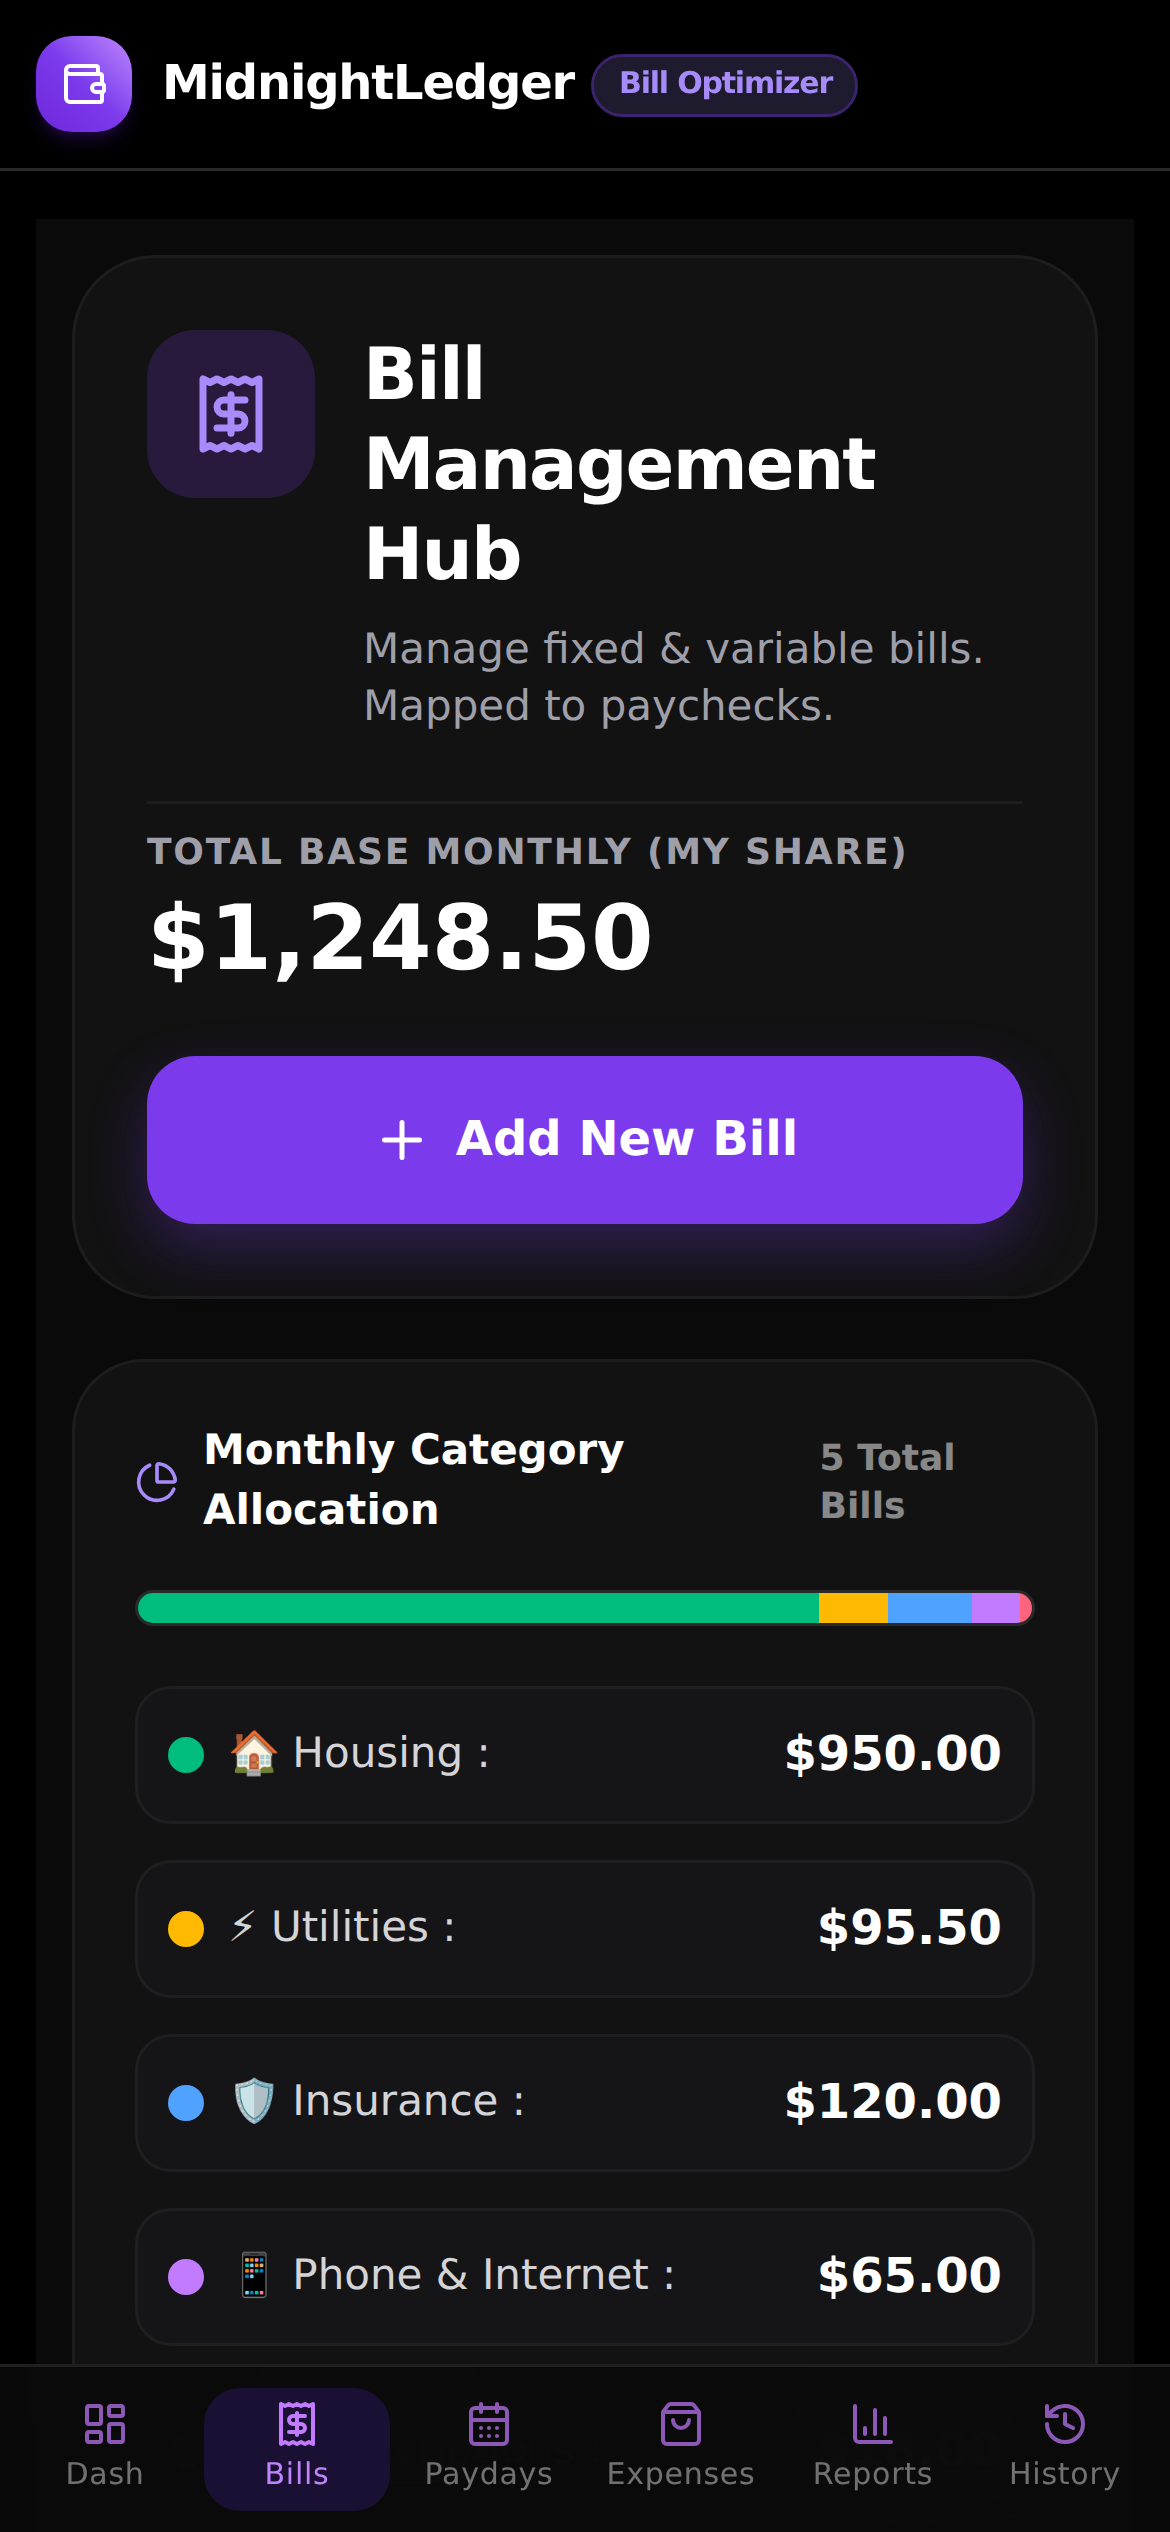 MidnightLedger
Bill Optimizer
Bill
Management
Hub
Manage fixed & variable bills.
Mapped to paychecks.
TOTAL BASE MONTHLY (MY SHARE)
$1,248.50
Add New Bill
Monthly Category
Allocation
5 Total
Bills
🏠 Housing :
$950.00
⚡ Utilities :
$95.50
🛡️ Insurance :
$120.00
📱 Phone & Internet :
$65.00
Dash
Bills
Paydays
Expenses
Reports
History